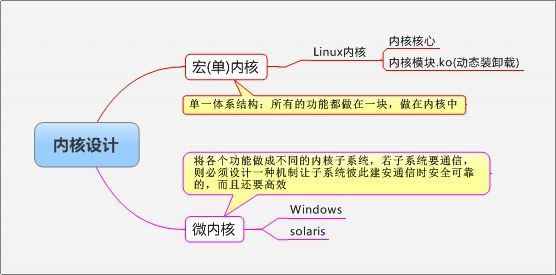 内核核心
Linux内核
内核模块.ko(动态装卸载)
宏(单)内核
单一体系结构：所有的功能都做在一块，做在内核中
内核设计
将各个功能做成不同的内核子系统，若子系统要通信，
则必须设计一种机制让子系统彼此建安通信时安全可靠
的，而且还要高效
微内核
Windows
solaris